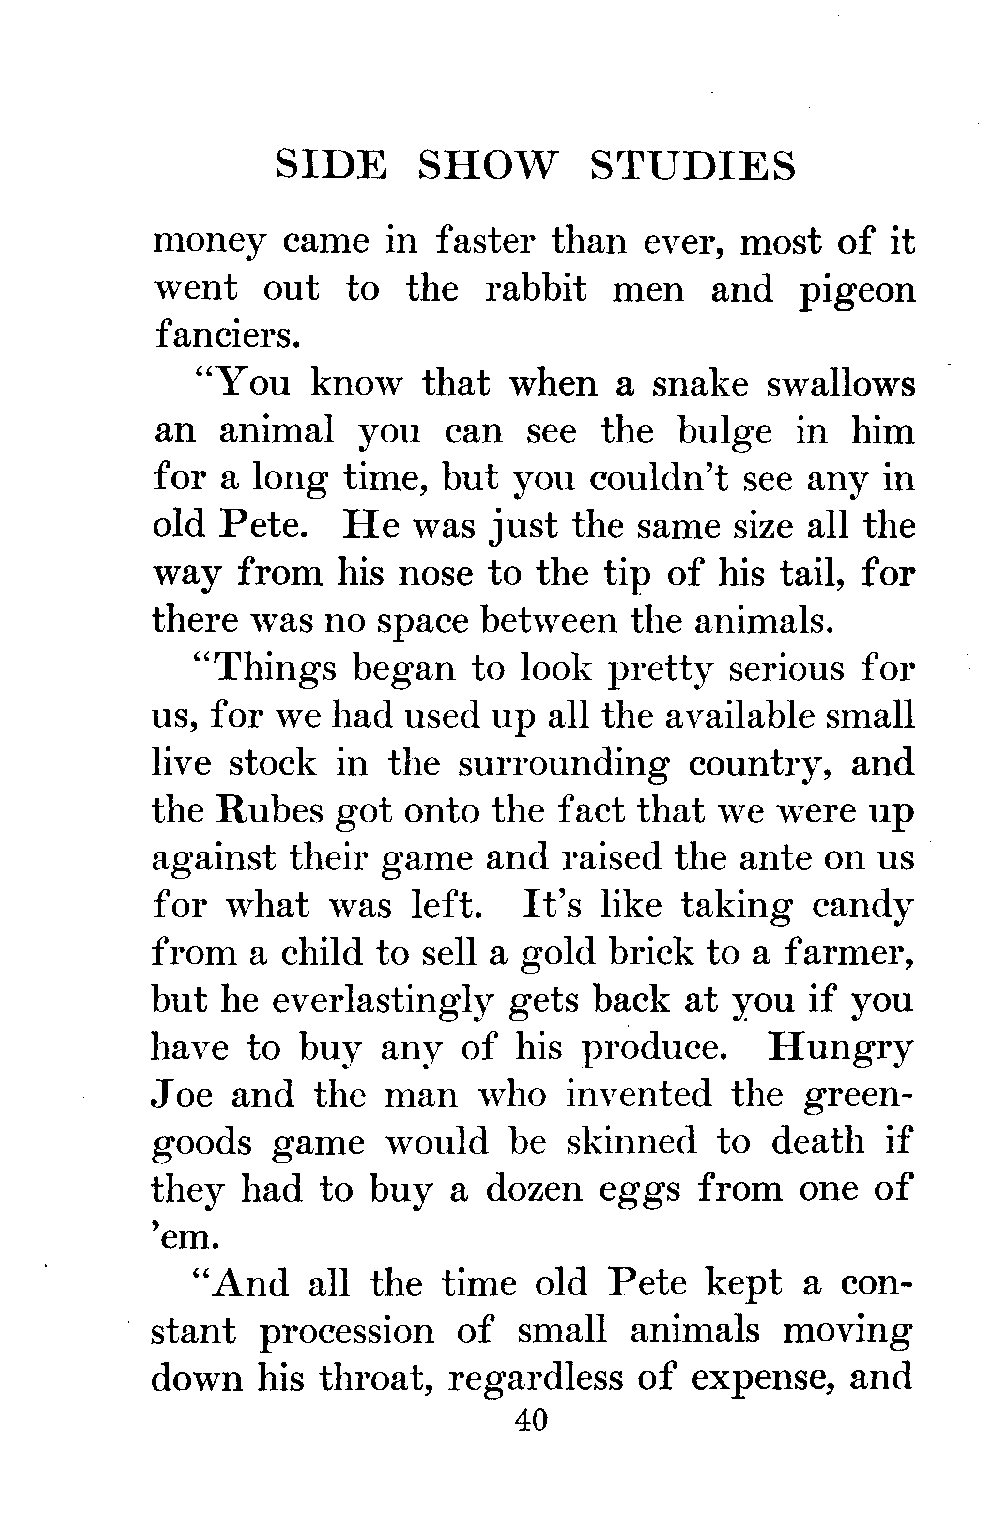 SIDE SHOW STUDIES
money came in faster than ever, most of it
went out to the rabbit men and pigeon
fanciers.
"You know that when a snake swallows
an animal you can see the bulge in him
for a long time, but you couldn't see any in
old Pete. He was just the same size all the
way from his nose to the tip of his tail, for
there was no space between the animals.
"Things began to look pretty serious for
us, for we had used up all the available small
live stock in the surrounding country, and
the Rubes got onto the fact that we were up
against their game and raised the ante on us
for what was left. It's like taking candy
from a child to sell a gold brick to a farmer,
but he everlastingly gets back at you if you
have to buy any of his produce. Hungry
Joe and the man who invented the green-
goods game would be skinned to death if
they had to buy a dozen eggs from one of
'em.
"And all the time old Pete kept a con-
stant procession of small animals moving
down his throat, regardless of expense, and
40